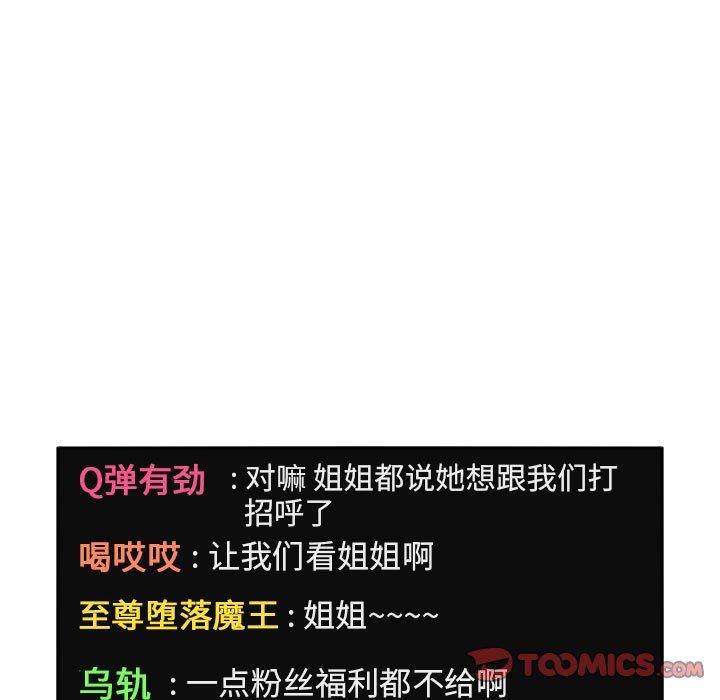 Q弹有劲 : 对嘛 姐姐都说她想跟我们打
招呼了
喝哎哎 : 让我们看姐姐啊
至尊堕落魔王 : 姐姐~~~~
乌轨 : 一点粉丝福利都不给啊
TOOMICS.COM